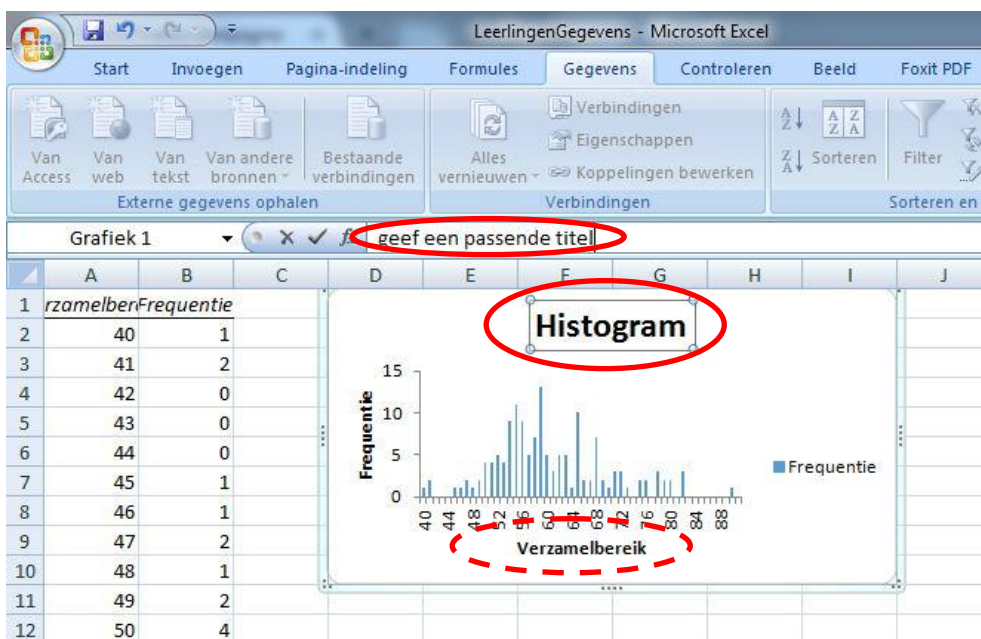 LeerlingenGegevens - Microsoft Excel
Start Invoegen Pagina-indeling Formules Gegevens Controleren Beeld Foxit PDF
Van Access
Van web
Van tekst
Van andere bronnen
Bestaande verbindingen
Externe gegevens ophalen
Alles vernieuwen
Verbindingen
Eigenschappen
Koppelingen bewerken
Verbindingen
Sorteren
Filter
Sorteren en
Grafiek 1 geef een passende titel
A B C D E F G H I J
1 rzamelber Frequentie
2 40 1
3 41 2
4 42 0
5 43 0
6 44 0
7 45 1
8 46 1
9 47 2
10 48 1
11 49 2
12 50 4
Histogram
Frequentie
15
10
5
0
40 44 48 52 56 60 64 68 72 76 80 84 88
Verzamelbereik
Frequentie